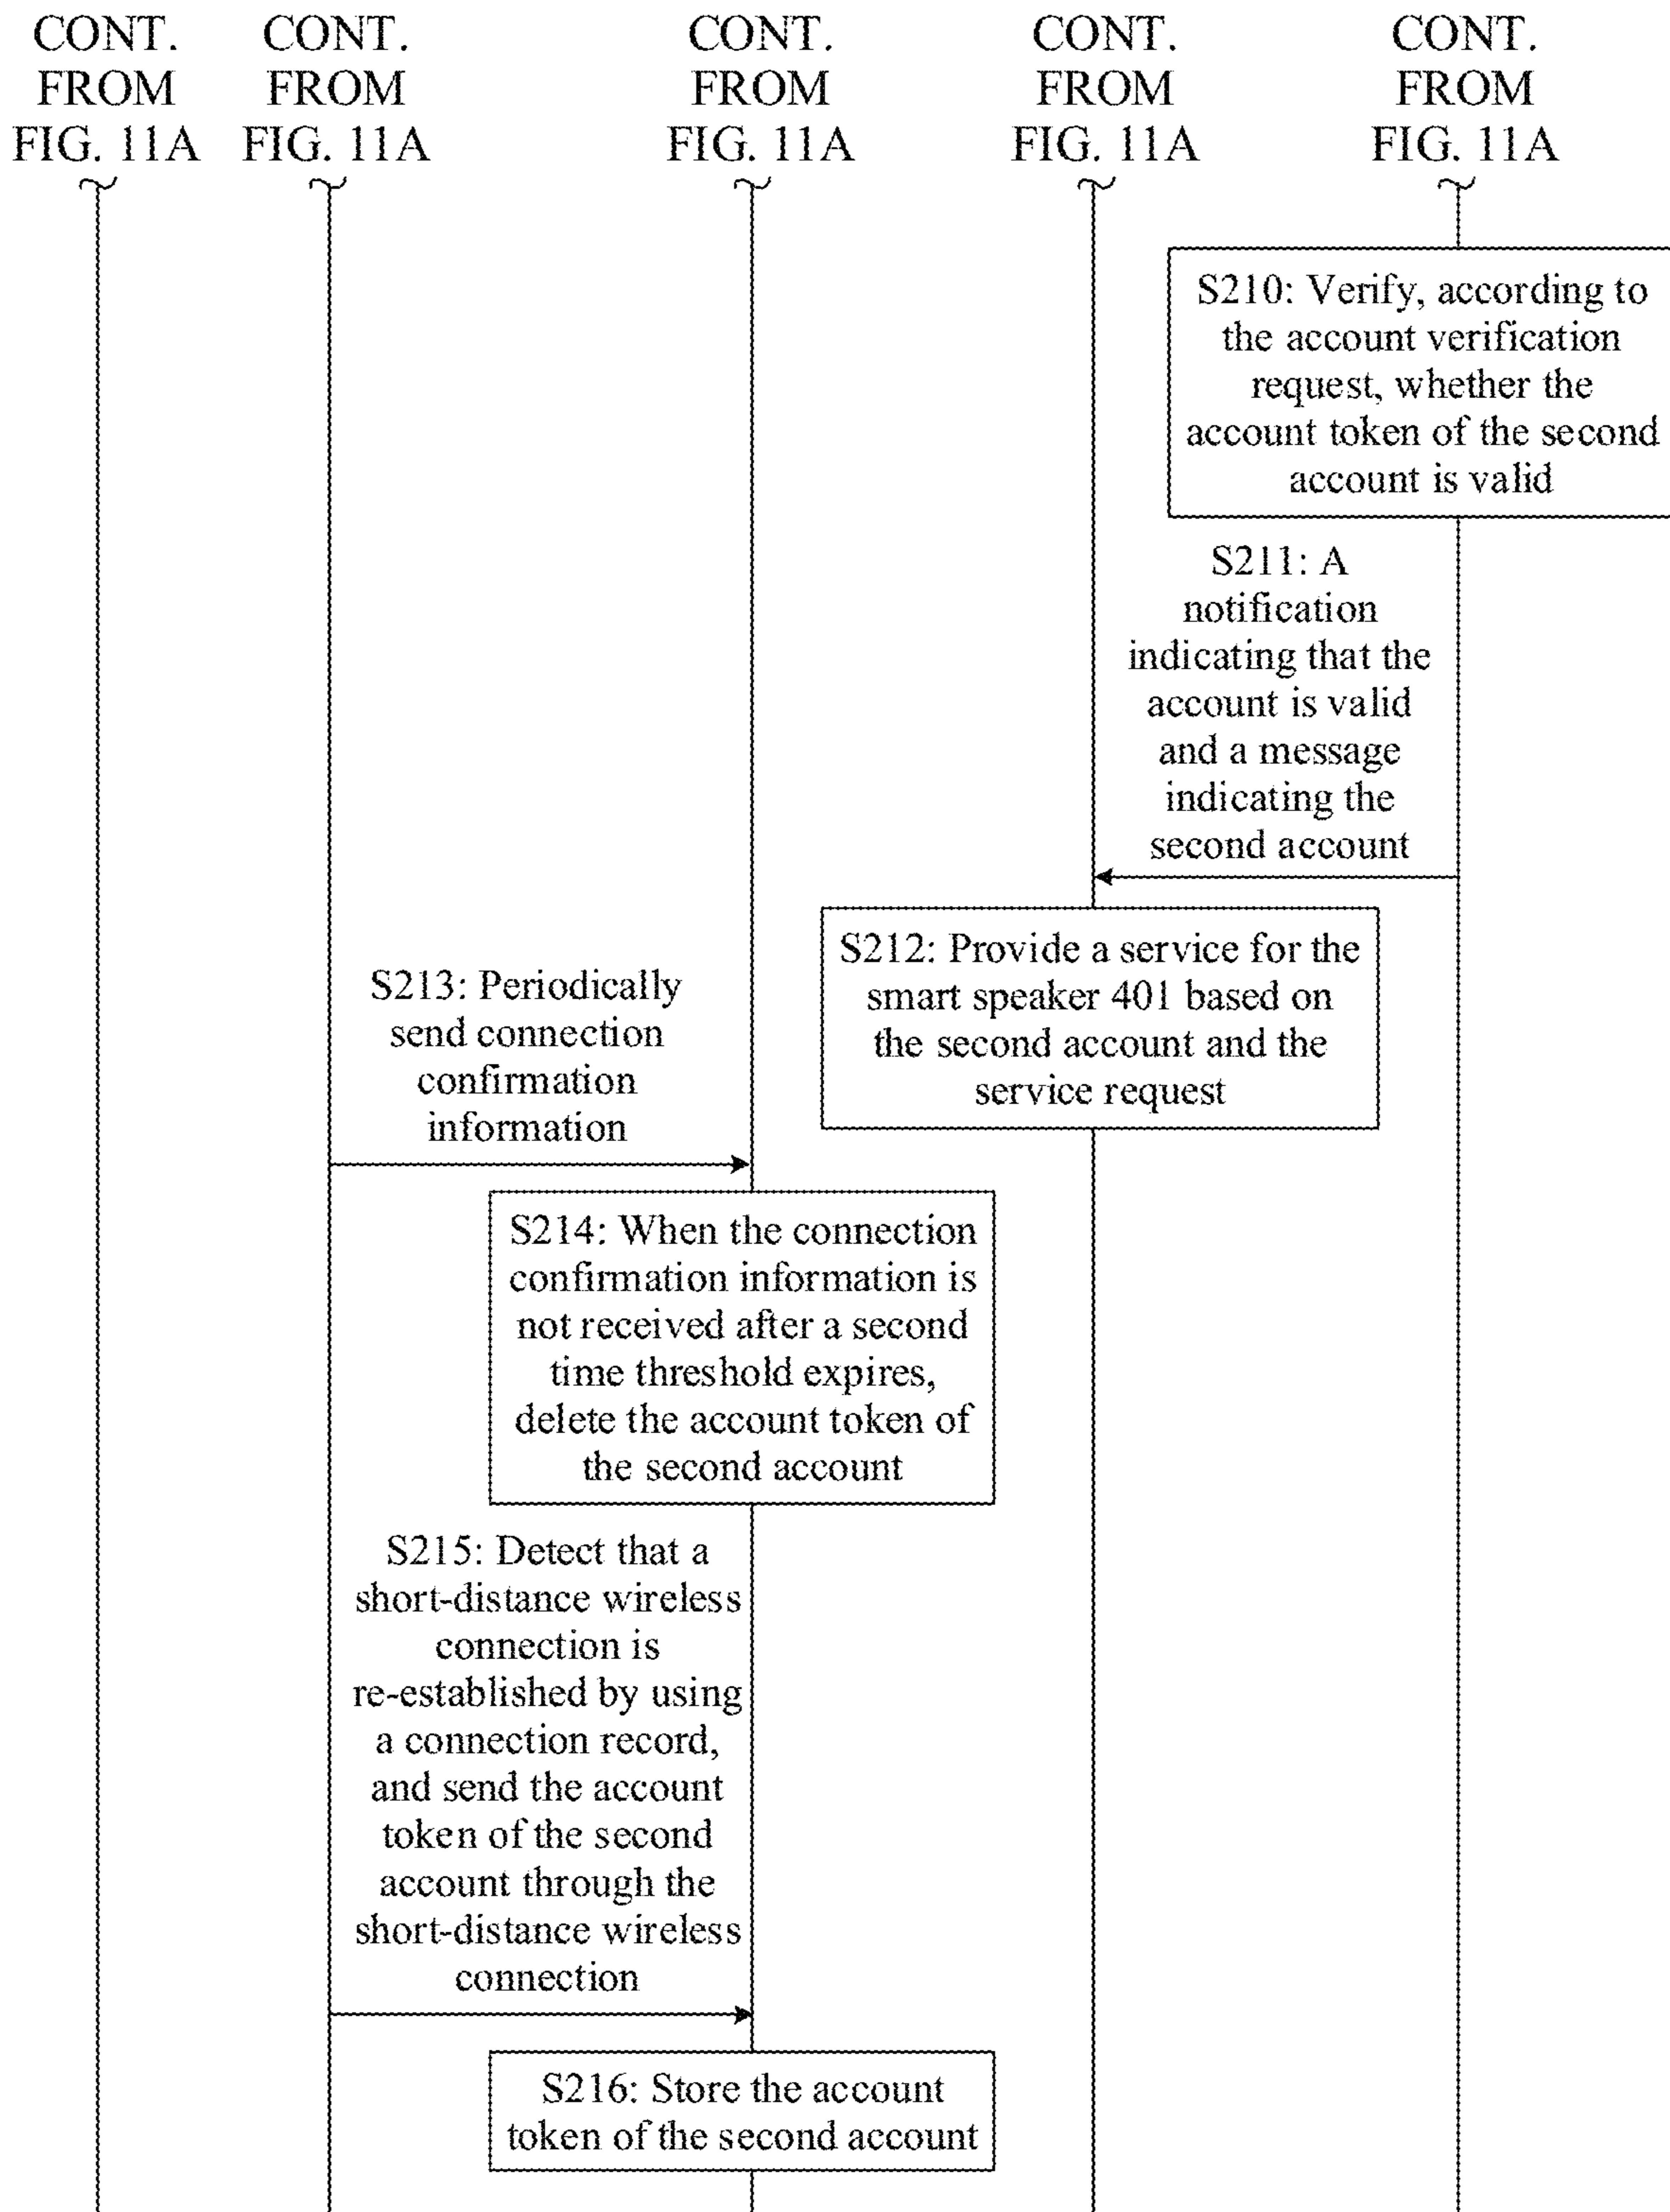 CONT. FROM FIG. 11A
CONT. FROM FIG. 11A
CONT. FROM FIG. 11A
CONT. FROM FIG. 11A
CONT. FROM FIG. 11A
S210: Verify, according to
the account verification
request, whether the
account token of the second
account is valid
S211: A
notification
indicating that the
account is valid
and a message
indicating the
second account
S212: Provide a service for the
smart speaker 401 based on
the second account and the
service request
S213: Periodically
send connection
confirmation
information
S214: When the connection
confirmation information is
not received after a second
time threshold expires,
delete the account token of
the second account
S215: Detect that a
short-distance wireless
connection is
re-established by using
a connection record,
and send the account
token of the second
account through the
short-distance wireless
connection
S216: Store the account
token of the second account